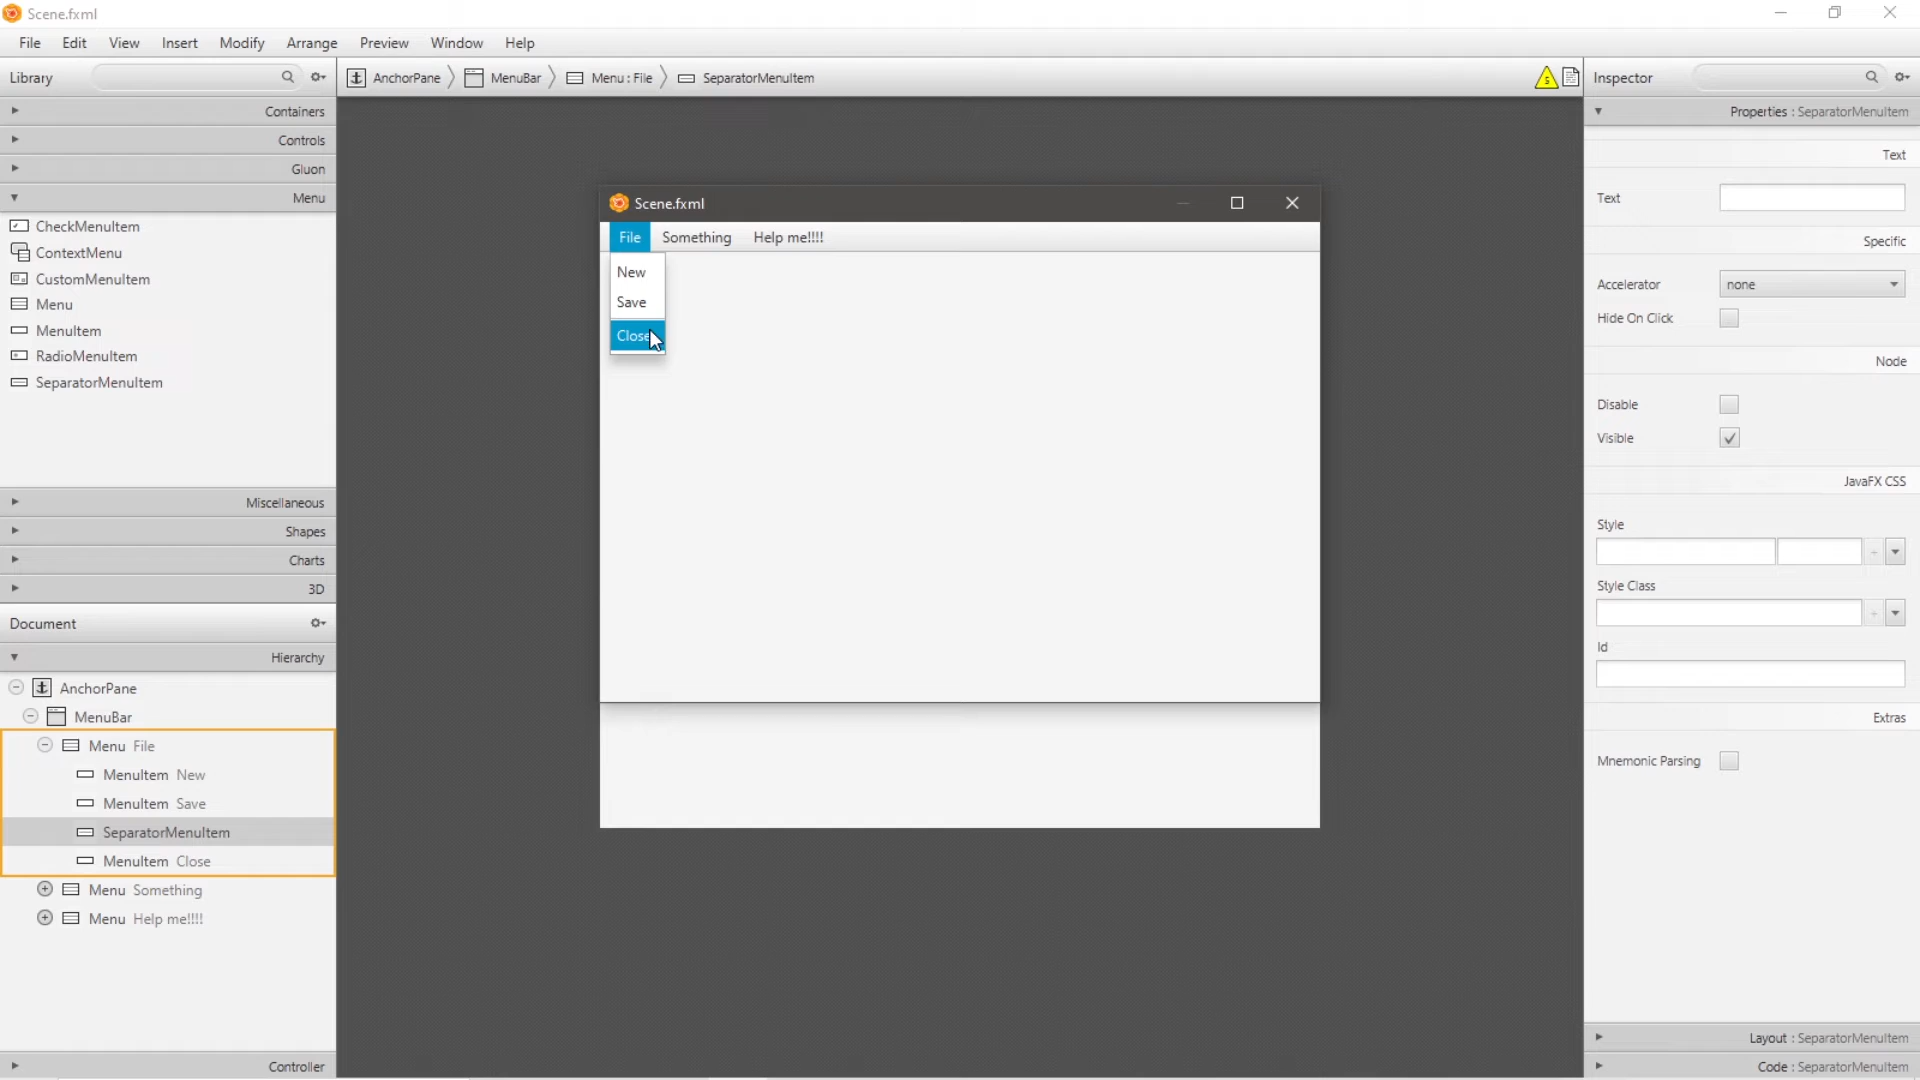 Scene.fxml
File Edit View Insert Modify Arrange Preview Window Help
Library
AnchorPane MenuBar Menu : File SeparatorMenuItem
5
Inspector
Containers
Controls
Gluon
Menu
CheckMenuItem
ContextMenu
CustomMenuItem
Menu
MenuItem
RadioMenuItem
SeparatorMenuItem
Miscellaneous
Shapes
Charts
3D
Document
Hierarchy
AnchorPane
MenuBar
Menu File
MenuItem New
MenuItem Save
SeparatorMenuItem
MenuItem Close
Menu Something
Menu Help me!!!!
Controller
Scene.fxml
File Something Help me!!!!
New
Save
Close
Properties : SeparatorMenuItem
Text
Text
Specific
Accelerator none
Hide On Click
Node
Disable
Visible
JavaFX CSS
Style
Style Class
Id
Extras
Mnemonic Parsing
Layout : SeparatorMenuItem
Code : SeparatorMenuItem